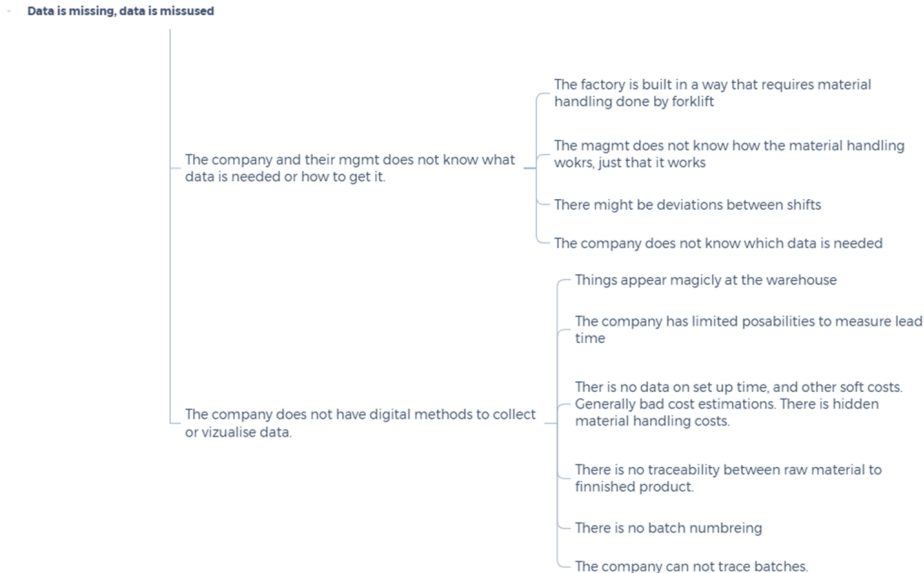 Data is missing, data is missused
The factory is built in a way that requires material
handling done by forklift
The magmt does not know how the material handling
wokrs, just that it works
The company and their mgmt does not know what
data is needed or how to get it.
There might be deviations between shifts
The company does not know which data is needed
Things appear magicly at the warehouse
The company has limited posabilities to measure lead
time
Ther is no data on set up time, and other soft costs.
Generally bad cost estimations. There is hidden
material handling costs.
The company does not have digital methods to collect
or vizualise data.
There is no traceability between raw material to
finnished product.
There is no batch numbreing
The company can not trace batches.